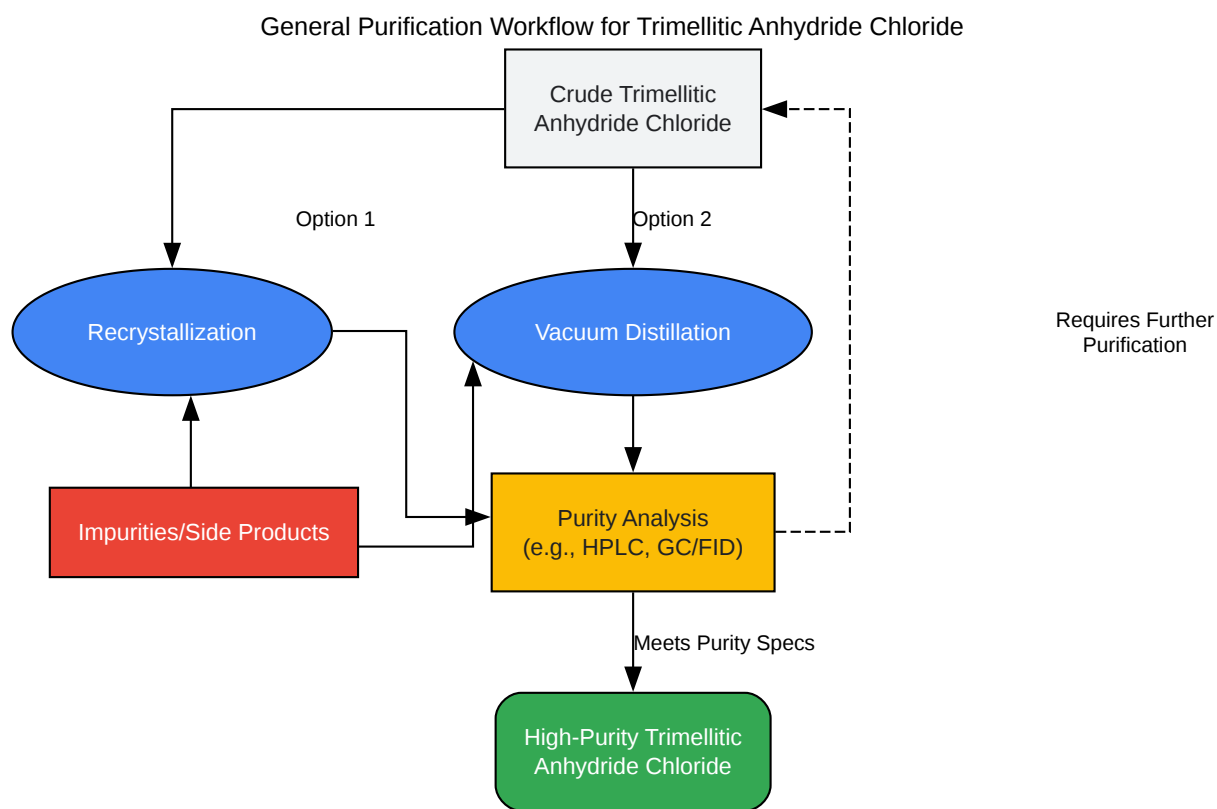 General Purification Workflow for Trimellitic Anhydride Chloride
Crude Trimellitic
Anhydride Chloride
Option 1
Option 2
Recrystallization
Vacuum Distillation
Requires Further
Purification
Impurities/Side Products
Purity Analysis
(e.g., HPLC, GC/FID)
Meets Purity Specs
High-Purity Trimellitic
Anhydride Chloride